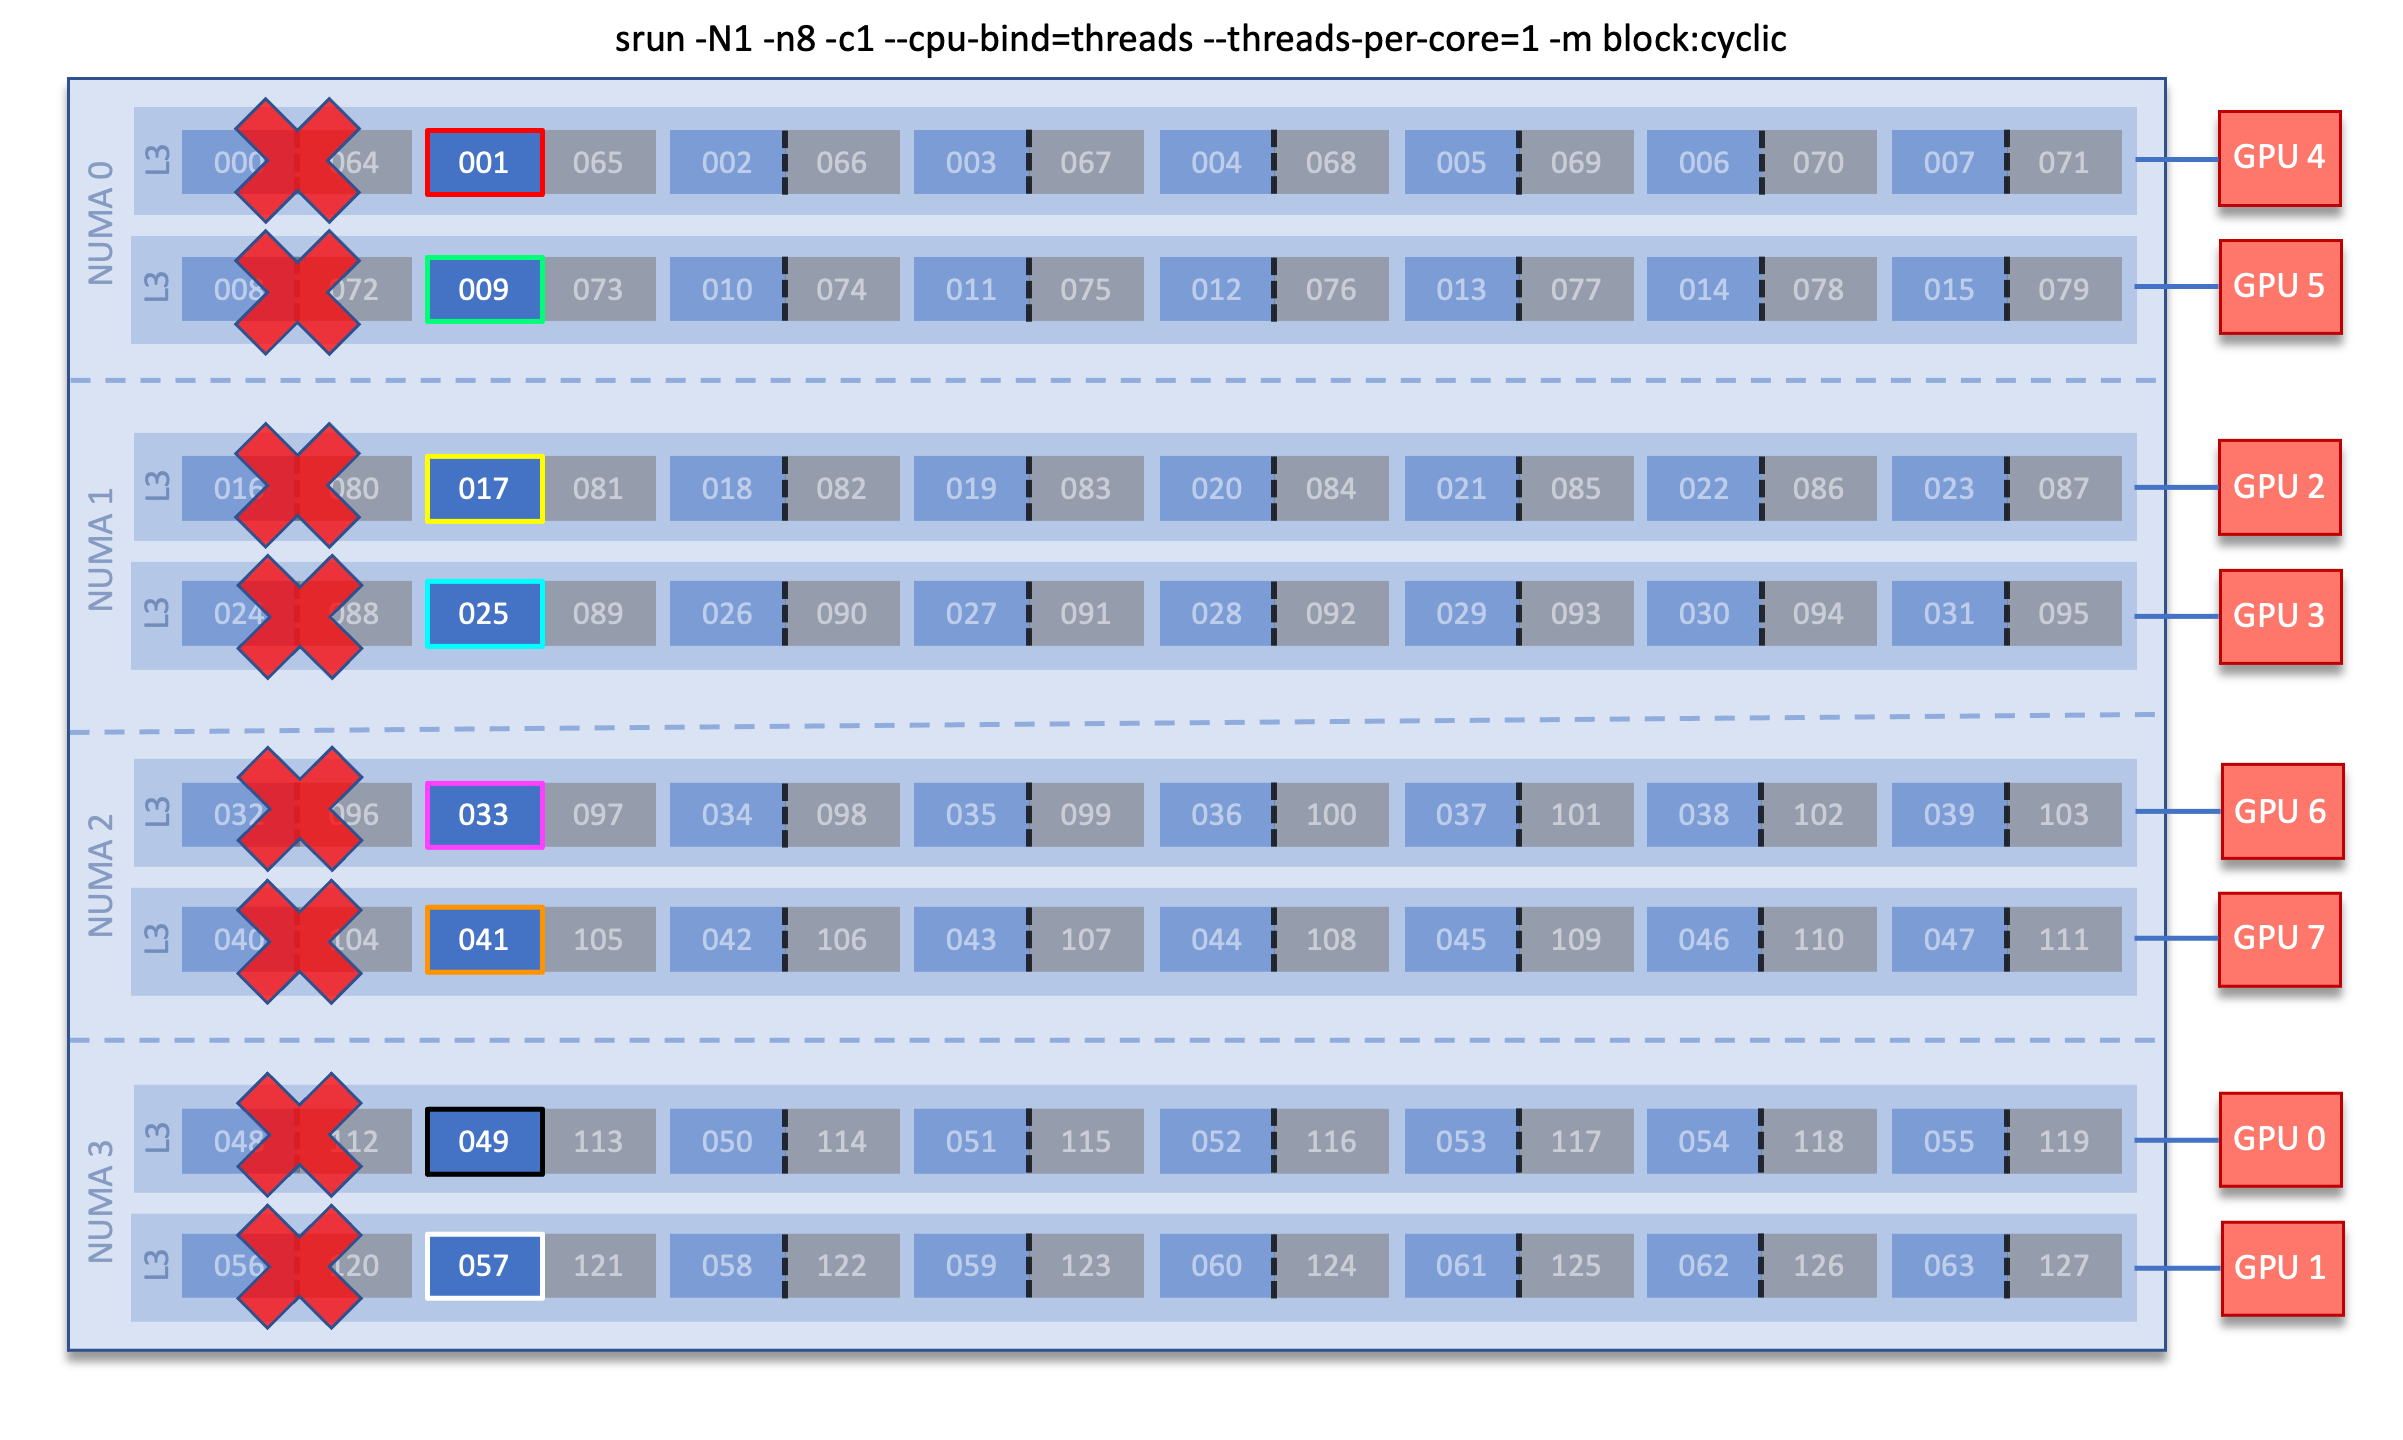 srun -N1 -n8 -c1 --cpu-bind=threads --threads-per-core=1 -m block:cyclic
NUMA 0
L3 000 064 001 065 002 066 003 067 004 068 005 069 006 070 007 071 GPU 4
L3 008 072 009 073 010 074 011 075 012 076 013 077 014 078 015 079 GPU 5
NUMA 1
L3 016 080 017 081 018 082 019 083 020 084 021 085 022 086 023 087 GPU 2
L3 024 088 025 089 026 090 027 091 028 092 029 093 030 094 031 095 GPU 3
NUMA 2
L3 032 096 033 097 034 098 035 099 036 100 037 101 038 102 039 103 GPU 6
L3 040 104 041 105 042 106 043 107 044 108 045 109 046 110 047 111 GPU 7
NUMA 3
L3 048 112 049 113 050 114 051 115 052 116 053 117 054 118 055 119 GPU 0
L3 056 120 057 121 058 122 059 123 060 124 061 125 062 126 063 127 GPU 1